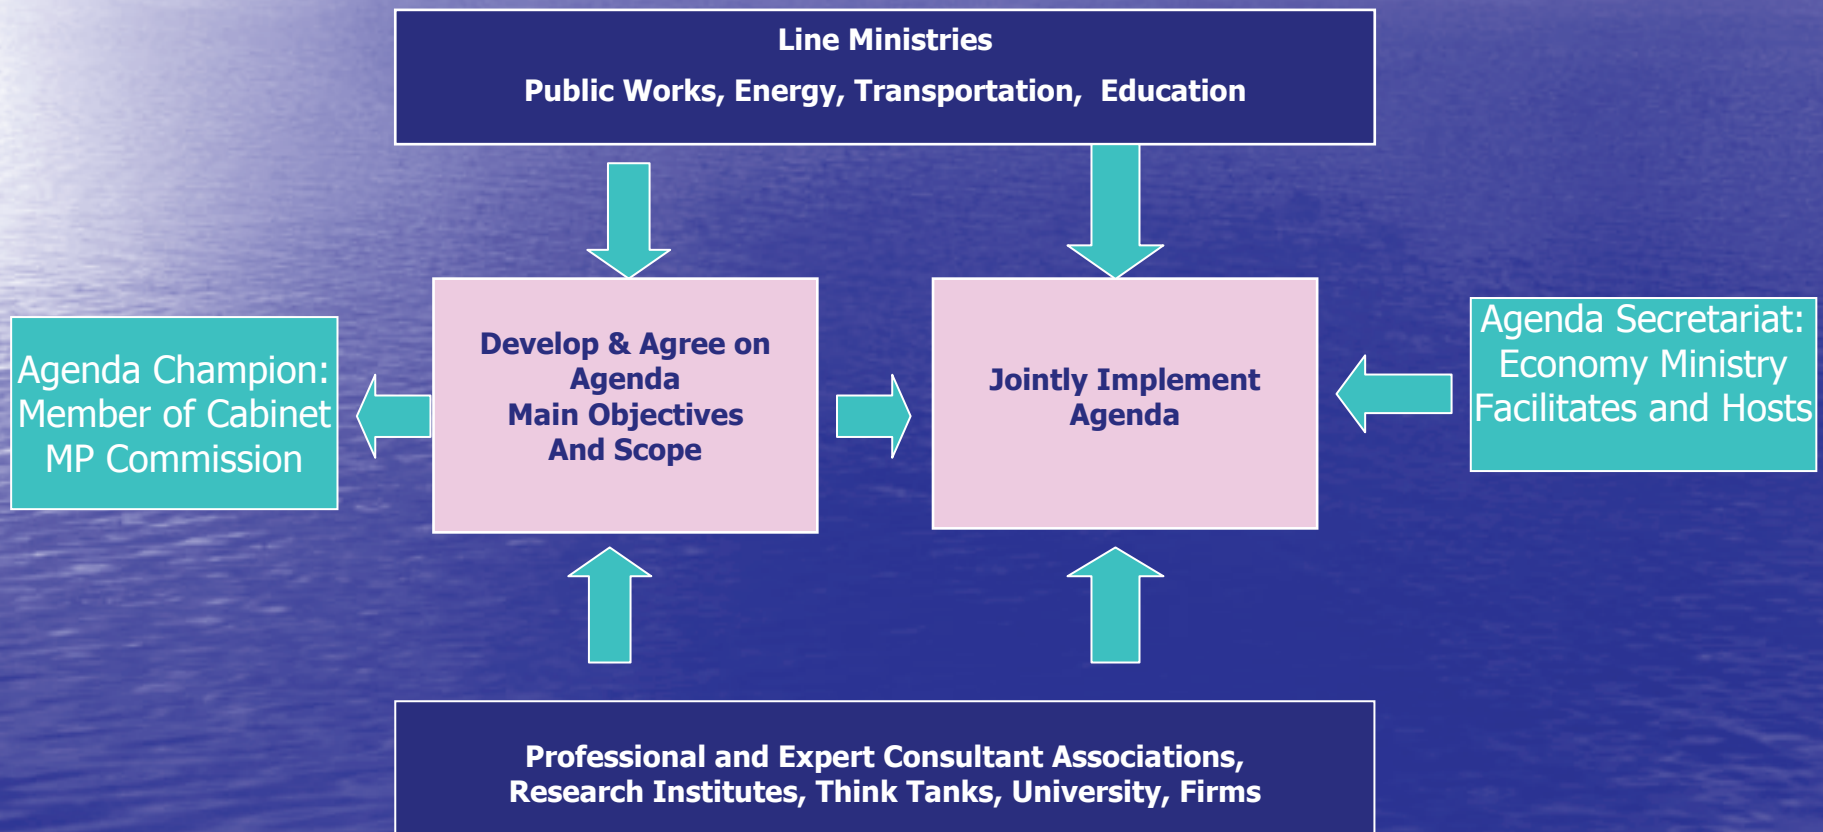 Line Ministries
Public Works, Energy, Transportation, Education
Agenda Champion:
Member of Cabinet
MP Commission
Develop & Agree on
Agenda
Main Objectives
And Scope
Jointly Implement
Agenda
Agenda Secretariat:
Economy Ministry
Facilitates and Hosts
Professional and Expert Consultant Associations,
Research Institutes, Think Tanks, University, Firms